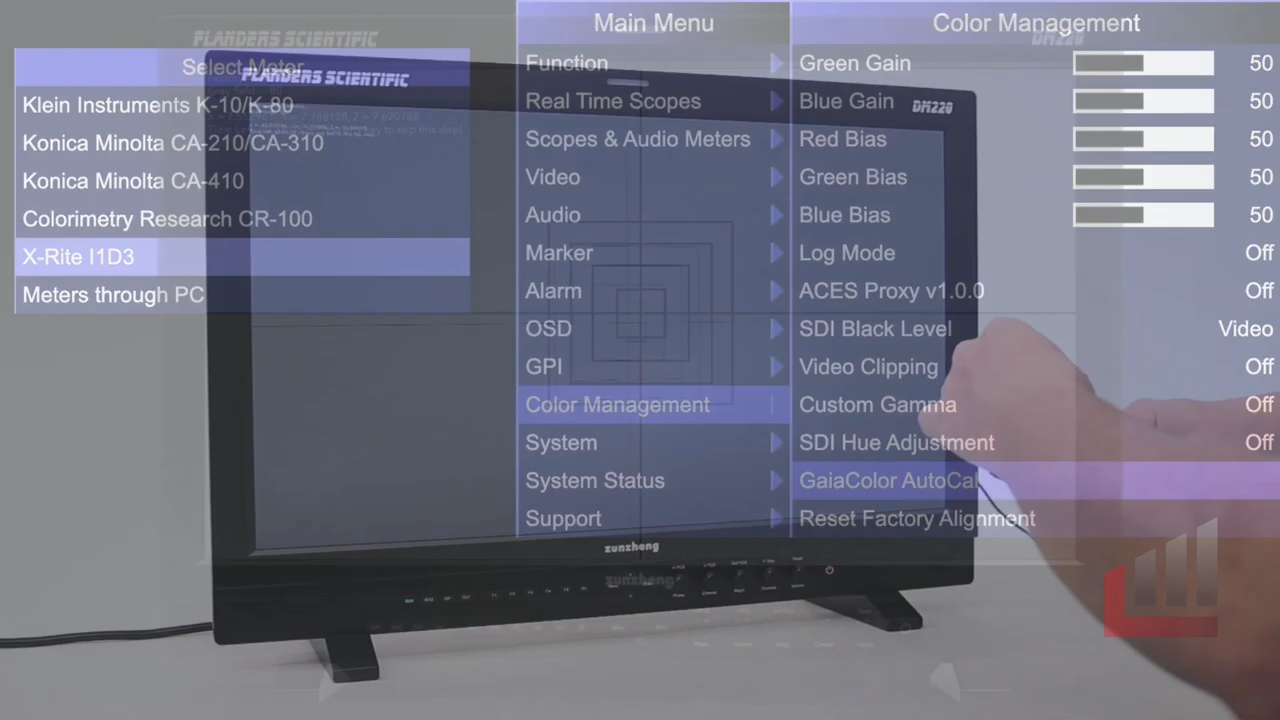 FLANDERS SCIENTIFIC
DM220
Main Menu
Color Management
Select Meter
FLANDERS SCIENTIFIC
DM220
Klein Instruments K-10/K-80
Konica Minolta CA-210/CA-310
Konica Minolta CA-410
Colorimetry Research CR-100
X-Rite I1D3
Meters through PC
Function
Real Time Scopes
Scopes & Audio Meters
Video
Audio
Marker
Alarm
OSD
GPI
Color Management
System
System Status
Support
Green Gain 50
Blue Gain 50
Red Bias 50
Green Bias 50
Blue Bias 50
Log Mode Off
ACES Proxy v1.0.0 Off
SDI Black Level Video
Video Clipping Off
Custom Gamma Off
SDI Hue Adjustment Off
GaiaColor AutoCal
Reset Factory Alignment
zunzheng
zunzheng